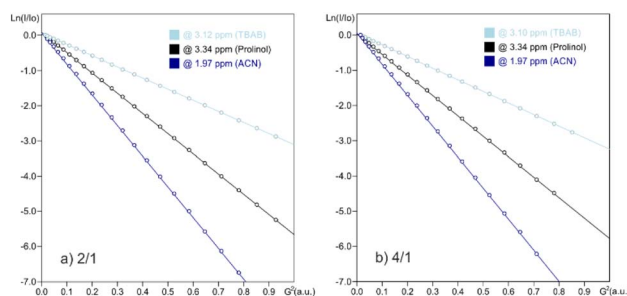 Ln(I/Io)
@ 3.12 ppm (TBAB)
@ 3.34 ppm (Prolinol)
@ 1.97 ppm (ACN)
0.0
-1.0
-2.0
-3.0
-4.0
-5.0
-6.0
-7.0
a) 2/1
0.0 0.1 0.2 0.3 0.4 0.5 0.6 0.7 0.8 0.9 G²(a.u.)
Ln(I/Io)
@ 3.10 ppm (TBAB)
@ 3.34 ppm (Prolinol)
@ 1.97 ppm (ACN)
0.0
-1.0
-2.0
-3.0
-4.0
-5.0
-6.0
-7.0
b) 4/1
0.0 0.1 0.2 0.3 0.4 0.5 0.6 0.7 0.8 0.9 G²(a.u.)